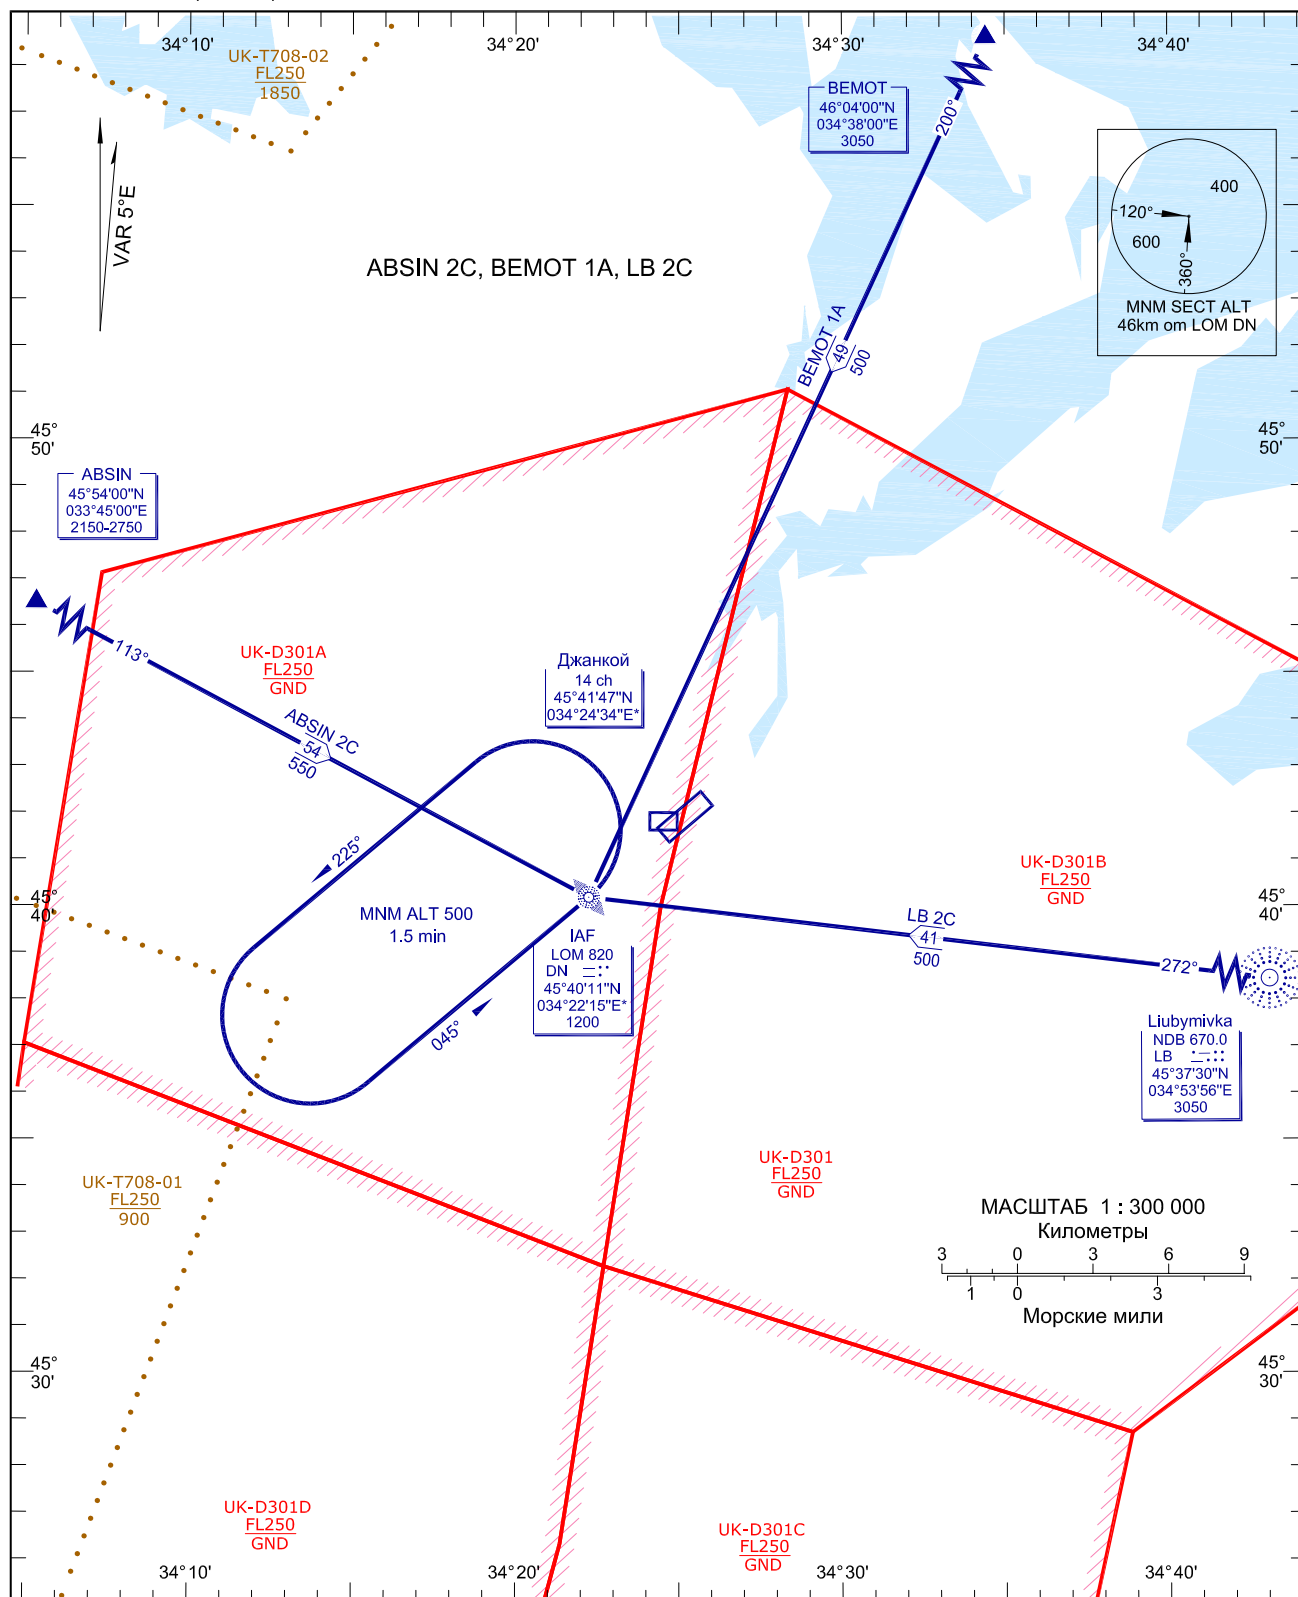 34°10'
34°20'
34°30'
34°40'
UK-T708-02
FL250
1850
BEMOT
46°04'00"N
034°38'00"E
3050
200°
VAR 5°E
400
120°
600
360°
MNM SECT ALT
46km om LOM DN
ABSIN 2C, BEMOT 1A, LB 2C
BEMOT 1A
49
500
45°
50'
45°
50'
ABSIN
45°54'00"N
033°45'00"E
2150-2750
113°
UK-D301A
FL250
GND
Джанкой
14 ch
45°41'47"N
034°24'34"E*
ABSIN 2C
54
550
225°
UK-D301B
FL250
GND
45°
40'
45°
40'
MNM ALT 500
1.5 min
LB 2C
41
500
272°
IAF
LOM 820
DN
45°40'11"N
034°22'15"E*
1200
045°
Liubymivka
NDB 670.0
LB
45°37'30"N
034°53'56"E
3050
UK-D301
FL250
GND
UK-T708-01
FL250
900
МАСШТАБ 1 : 300 000
Километры
3 0 3 6 9
1 0 3
Морские мили
45°
30'
45°
30'
UK-D301D
FL250
GND
UK-D301C
FL250
GND
34°10'
34°20'
34°30'
34°40'